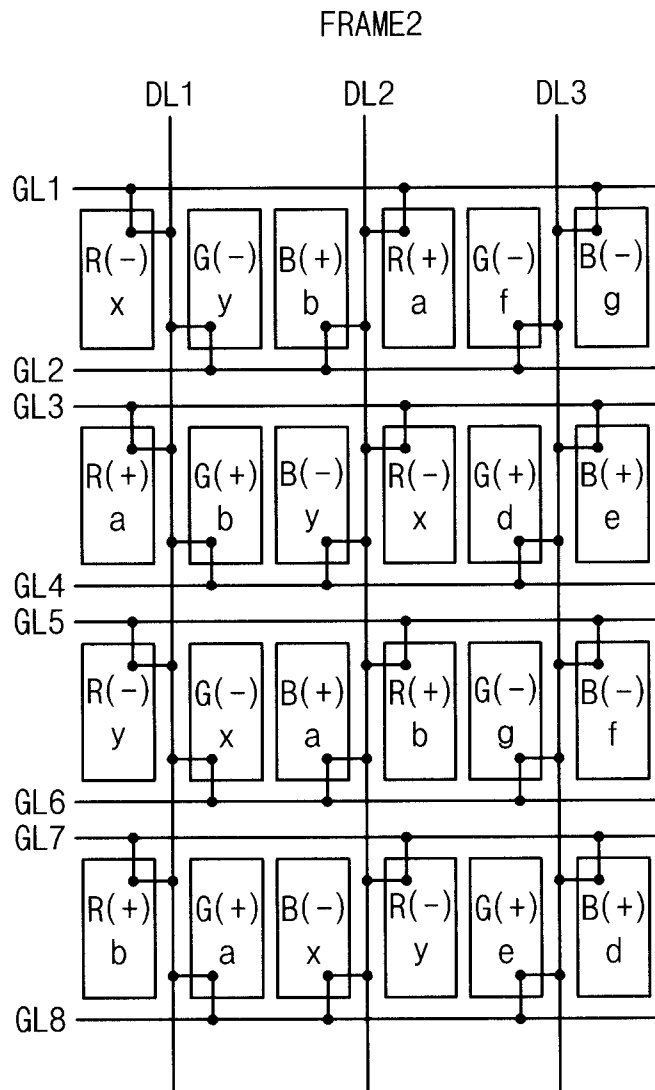 FRAME2
DL1 DL2 DL3
GL1
R(-) G(-) B(+) R(+) G(-) B(-)
x y b a f g
GL2
GL3
R(+) G(+) B(-) R(-) G(+) B(+)
a b y x d e
GL4
GL5
R(-) G(-) B(+) R(+) G(-) B(-)
y x a b g f
GL6
GL7
R(+) G(+) B(-) R(-) G(+) B(+)
b a x y e d
GL8